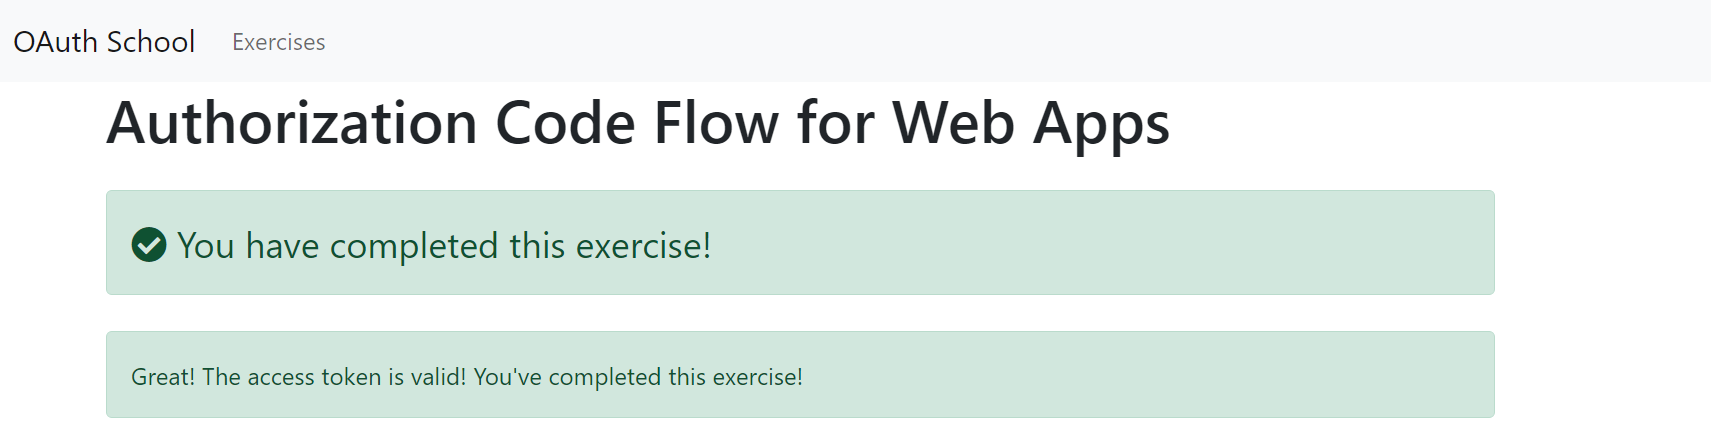 OAuth School Exercises
Authorization Code Flow for Web Apps
You have completed this exercise!
Great! The access token is valid! You've completed this exercise!